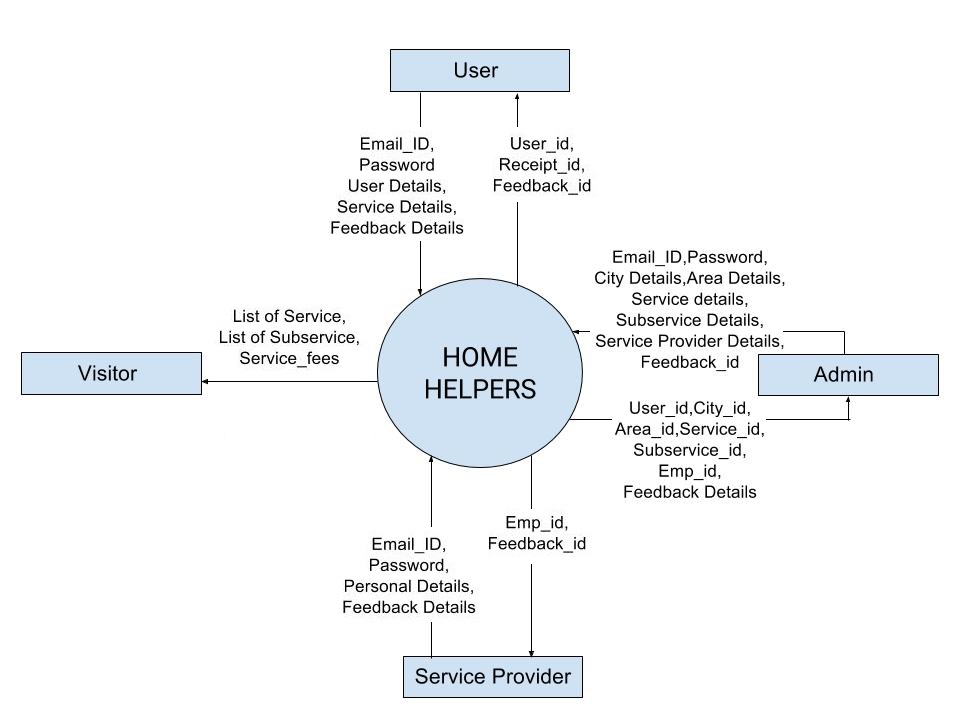 User
Email_ID,
Password
User Details,
Service Details,
Feedback Details
User_id,
Receipt_id,
Feedback_id
Email_ID,Password,
City Details,Area Details,
Service details,
Subservice Details,
Service Provider Details,
Feedback_id
List of Service,
List of Subservice,
Service_fees
Visitor
HOME
HELPERS
Admin
User_id,City_id,
Area_id,Service_id,
Subservice_id,
Emp_id,
Feedback Details
Email_ID,
Password,
Personal Details,
Feedback Details
Emp_id,
Feedback_id
Service Provider